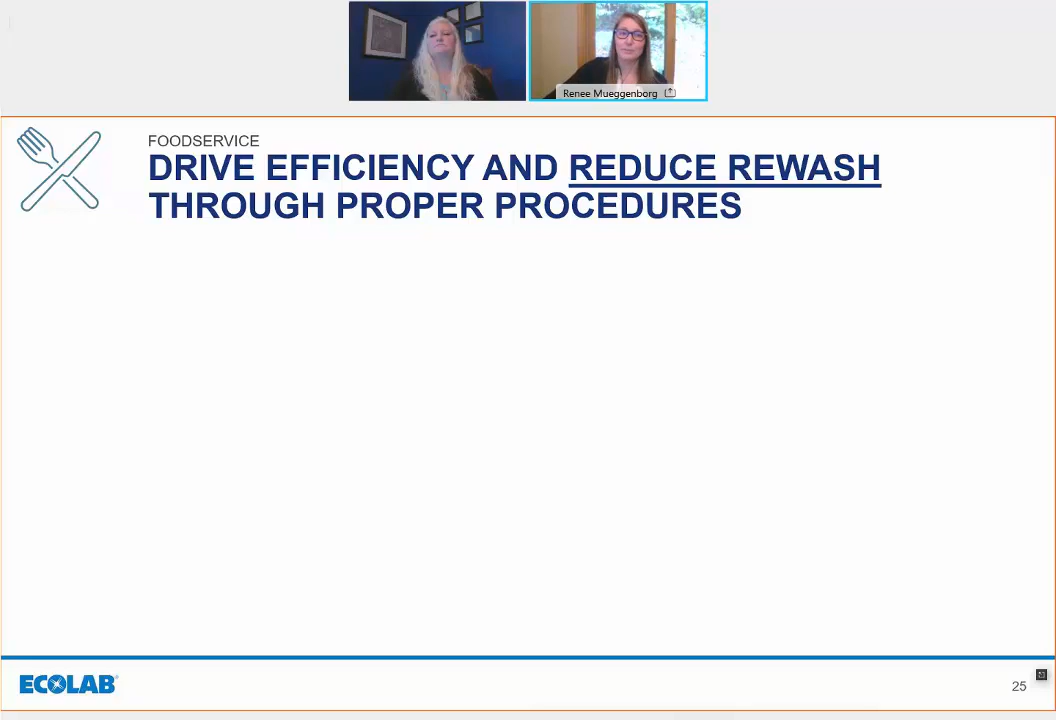 Renee Mueggenborg
FOODSERVICE
DRIVE EFFICIENCY AND REDUCE REWASH
THROUGH PROPER PROCEDURES
ECOLAB
25